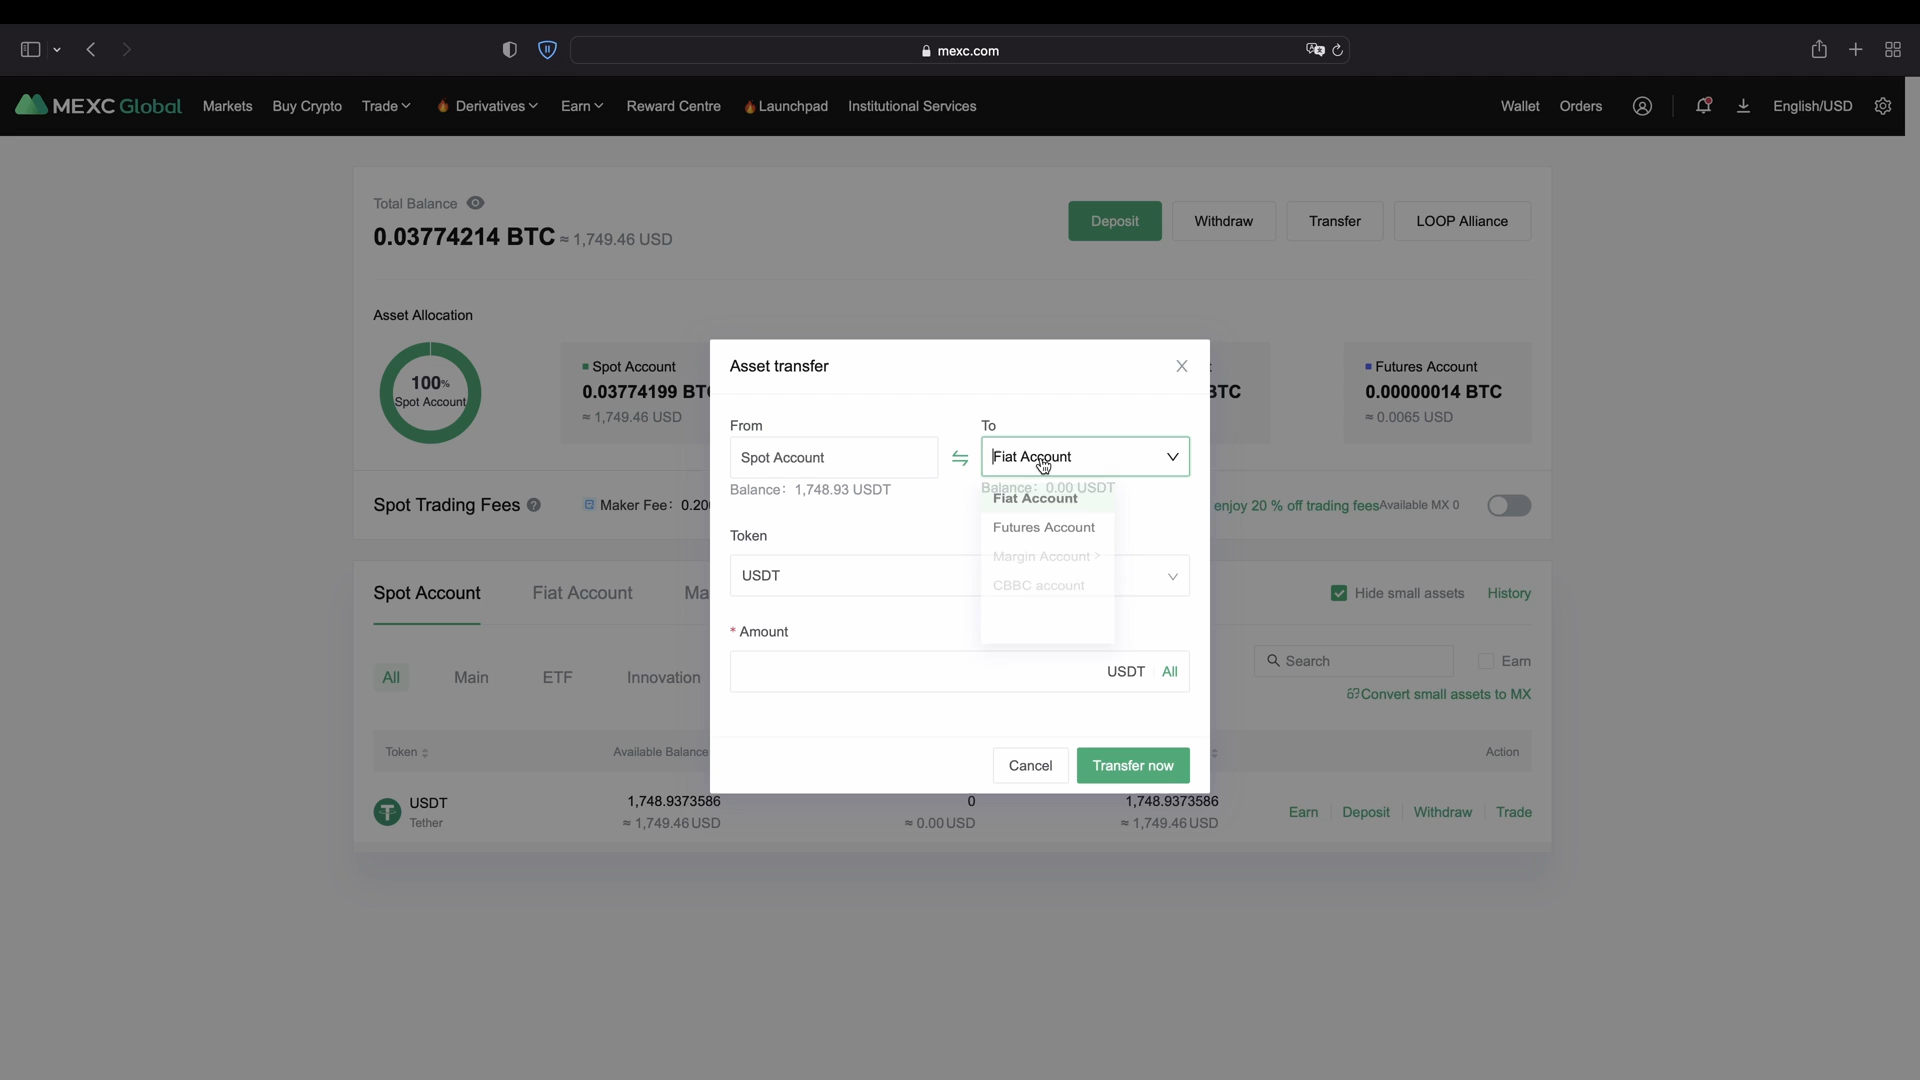 mexc.com
MEXC Global Markets Buy Crypto Trade Derivatives Earn Reward Centre Launchpad Institutional Services Wallet Orders English/USD
Total Balance
0.03774214 BTC ≈ 1,749.46 USD
Deposit Withdraw Transfer LOOP Alliance
Asset Allocation
100%
Spot Account
Spot Account
0.03774199 BTC
≈ 1,749.46 USD
BTC
Futures Account
0.00000014 BTC
≈ 0.0065 USD
Asset transfer
From
Spot Account
Balance: 1,748.93 USDT
To
Fiat Account
Balance: 0.00 USDT
Fiat Account
Futures Account
Margin Account >
CBBC account
Token
USDT
* Amount
USDT All
Cancel Transfer now
Spot Trading Fees Maker Fee: 0.20 enjoy 20 % off trading fees Available MX 0
Spot Account Fiat Account Ma Hide small assets History
All Main ETF Innovation Search Earn
Convert small assets to MX
Token Available Balance Action
USDT 1,748.9373586 0 1,748.9373586
Tether ≈ 1,749.46 USD ≈ 0.00 USD ≈ 1,749.46 USD
Earn Deposit Withdraw Trade